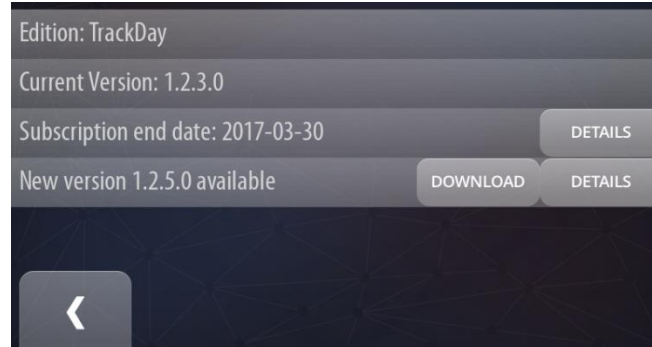 Edition: TrackDay
Current Version: 1.2.3.0
Subscription end date: 2017-03-30 DETAILS
New version 1.2.5.0 available DOWNLOAD DETAILS